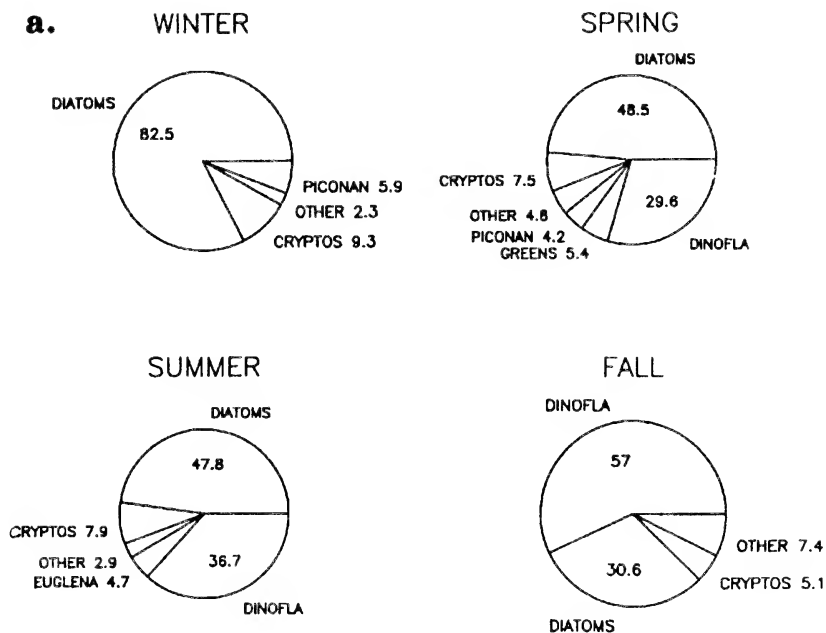 a.
WINTER
DIATOMS
82.5
PICONAN 5.9
OTHER 2.3
CRYPTOS 9.3
SPRING
DIATOMS
48.5
CRYPTOS 7.5
OTHER 4.8
PICONAN 4.2
GREENS 5.4
29.6
DINOFLA
SUMMER
DIATOMS
47.8
CRYPTOS 7.9
OTHER 2.9
EUGLENA 4.7
36.7
DINOFLA
FALL
DINOFLA
57
OTHER 7.4
CRYPTOS 5.1
30.6
DIATOMS